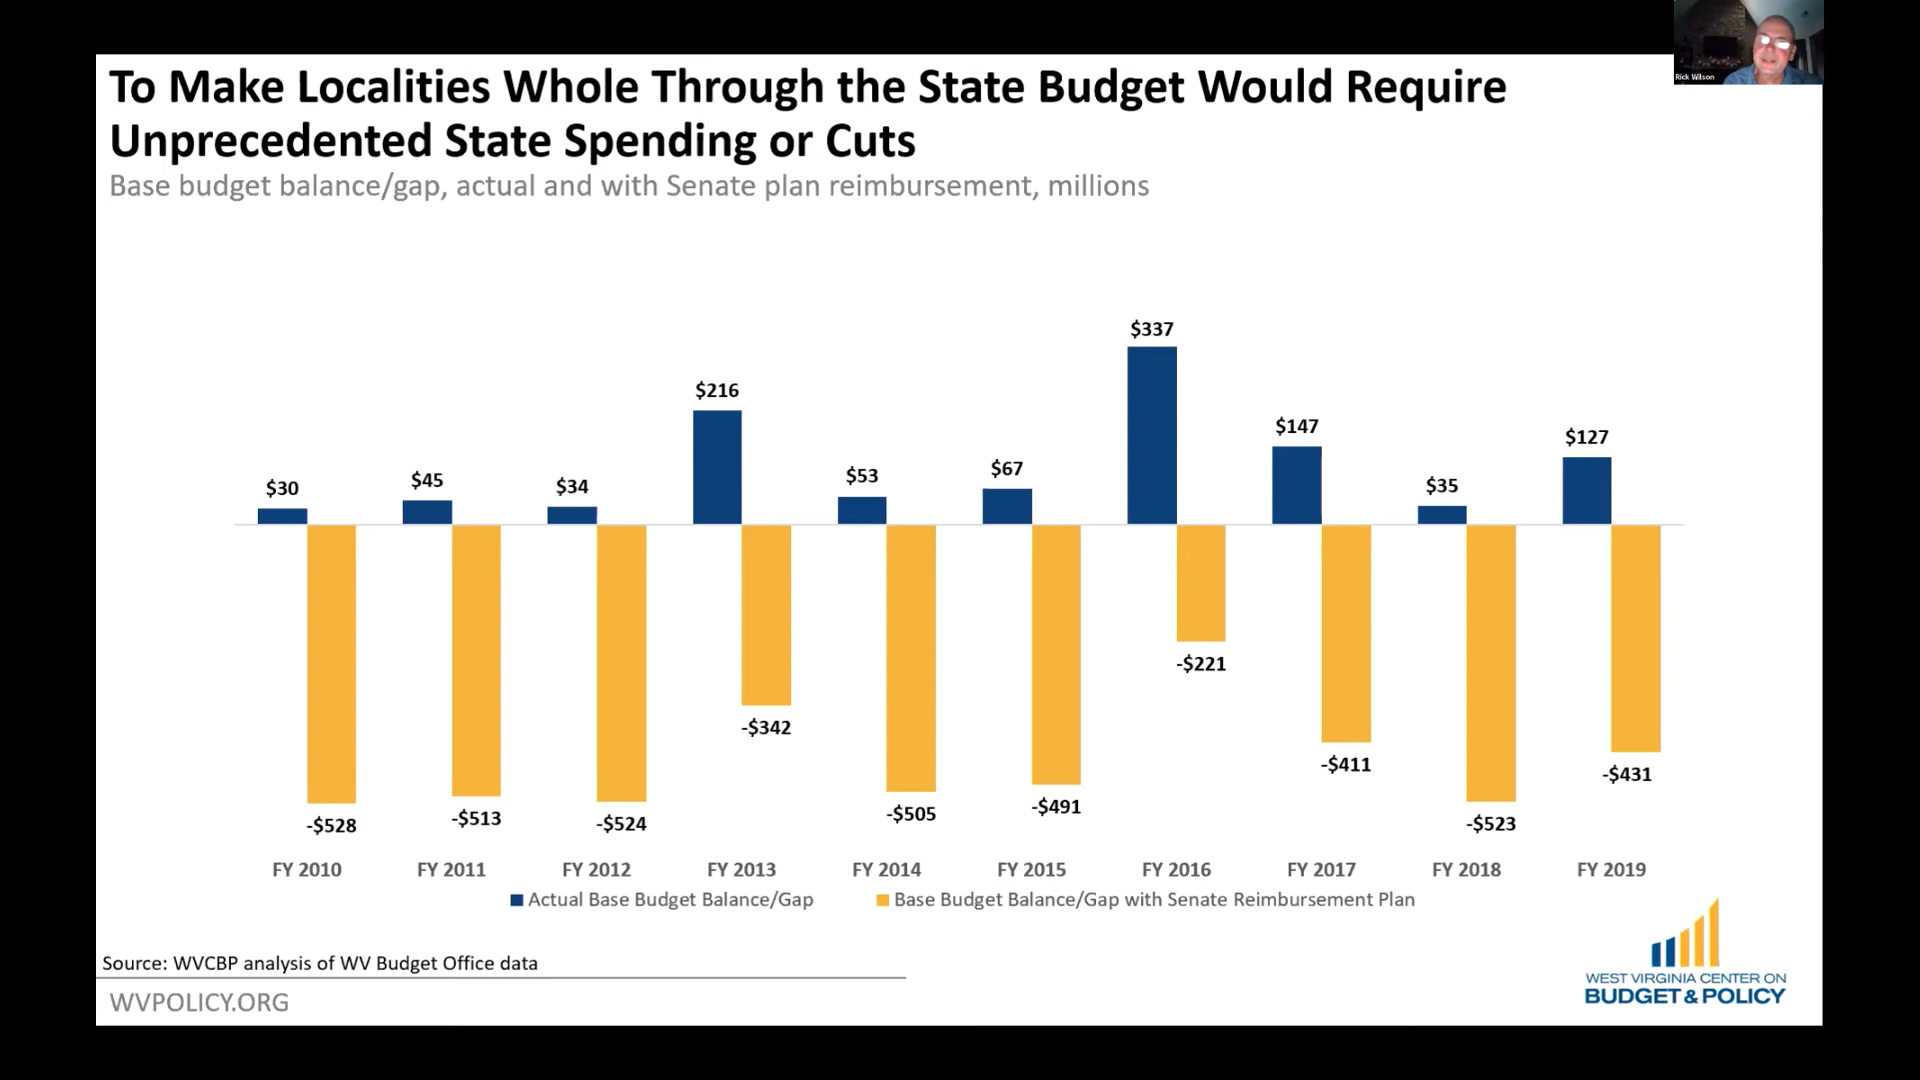 Rick Wilson
To Make Localities Whole Through the State Budget Would Require
Unprecedented State Spending or Cuts
Base budget balance/gap, actual and with Senate plan reimbursement, millions
$30
$45
$34
$216
$53
$67
$337
$147
$35
$127
-$528
-$513
-$524
-$342
-$505
-$491
-$221
-$411
-$523
-$431
FY 2010
FY 2011
FY 2012
FY 2013
FY 2014
FY 2015
FY 2016
FY 2017
FY 2018
FY 2019
Actual Base Budget Balance/Gap
Base Budget Balance/Gap with Senate Reimbursement Plan
Source: WVCBP analysis of WV Budget Office data
WVPOLICY.ORG
WEST VIRGINIA CENTER ON
BUDGET & POLICY